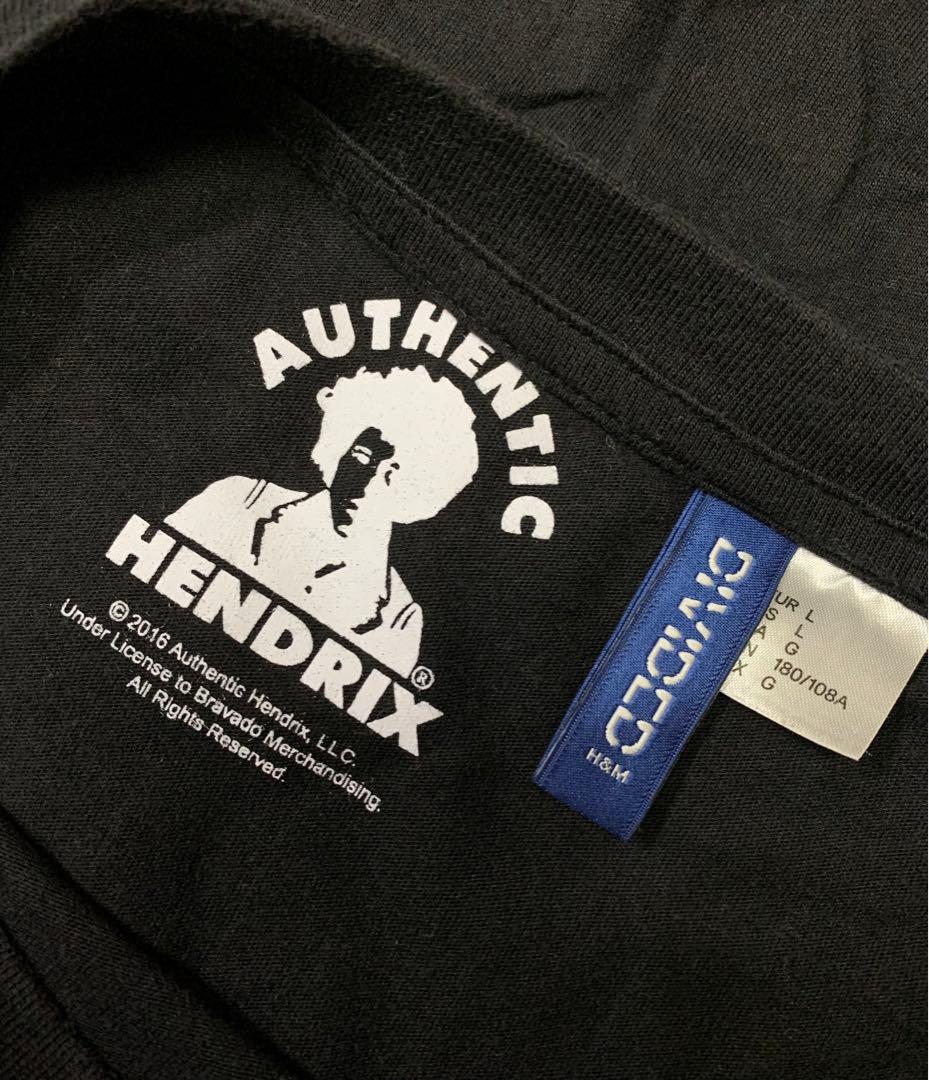 AUTHENTIC
HENDRIX®
© 2016 Authentic Hendrix, LLC.
Under License to Bravado Merchandising.
All Rights Reserved.
DIVIDED
H&M
UR L
S L
A G
N 180/108A
X G